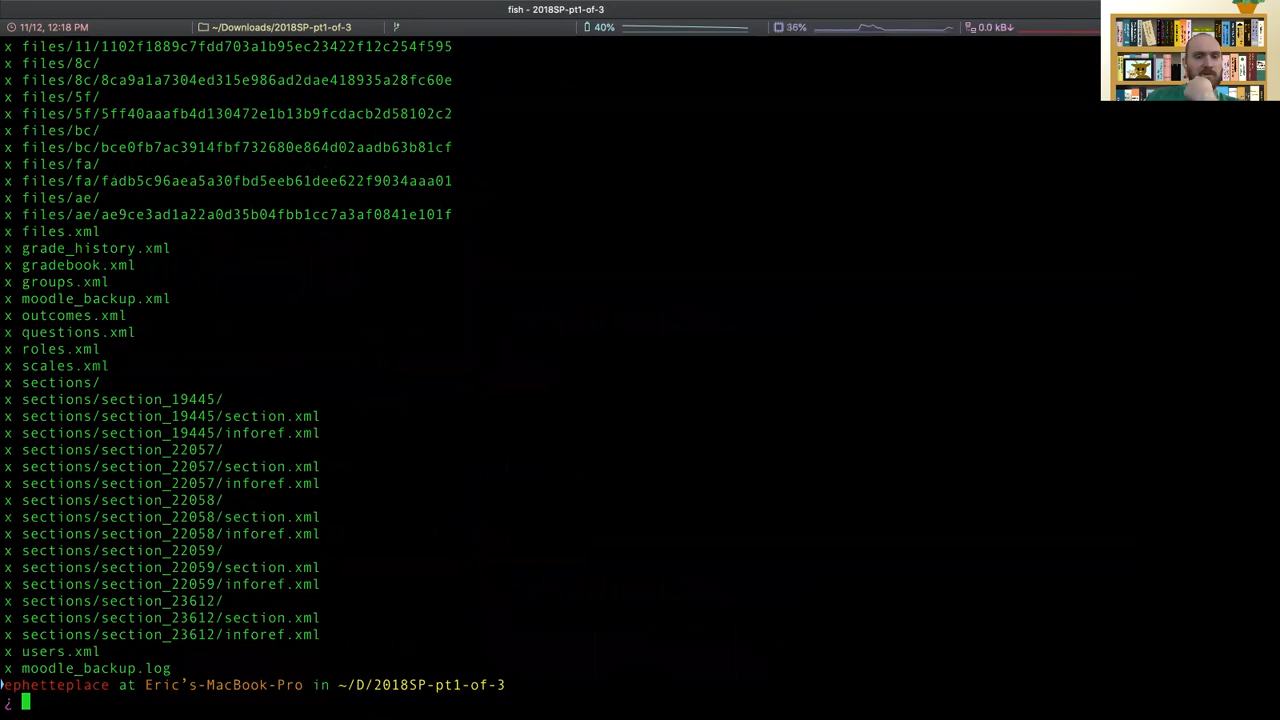 fish - 2018SP-pt1-of-3
11/12, 12:18 PM ~/Downloads/2018SP-pt1-of-3 40% 36% 0.0 kB↓
x files/11/1102f1889c7fdd703a1b95ec23422f12c254f595
x files/8c/
x files/8c/8ca9a1a7304ed315e986ad2dae418935a28fc60e
x files/5f/
x files/5f/5ff40aaafb4d130472e1b13b9fcdacb2d58102c2
x files/bc/
x files/bc/bce0fb7ac3914fbf732680e864d02aadb63b81cf
x files/fa/
x files/fa/fadb5c96aea5a30fbd5eeb61dee622f9034aaa01
x files/ae/
x files/ae/ae9ce3ad1a22a0d35b04fbb1cc7a3af0841e101f
x files.xml
x grade_history.xml
x gradebook.xml
x groups.xml
x moodle_backup.xml
x outcomes.xml
x questions.xml
x roles.xml
x scales.xml
x sections/
x sections/section_19445/
x sections/section_19445/section.xml
x sections/section_19445/inforef.xml
x sections/section_22057/
x sections/section_22057/section.xml
x sections/section_22057/inforef.xml
x sections/section_22058/
x sections/section_22058/section.xml
x sections/section_22058/inforef.xml
x sections/section_22059/
x sections/section_22059/section.xml
x sections/section_22059/inforef.xml
x sections/section_23612/
x sections/section_23612/section.xml
x sections/section_23612/inforef.xml
x users.xml
x moodle_backup.log
ephetteplace at Eric’s-MacBook-Pro in ~/D/2018SP-pt1-of-3
¿